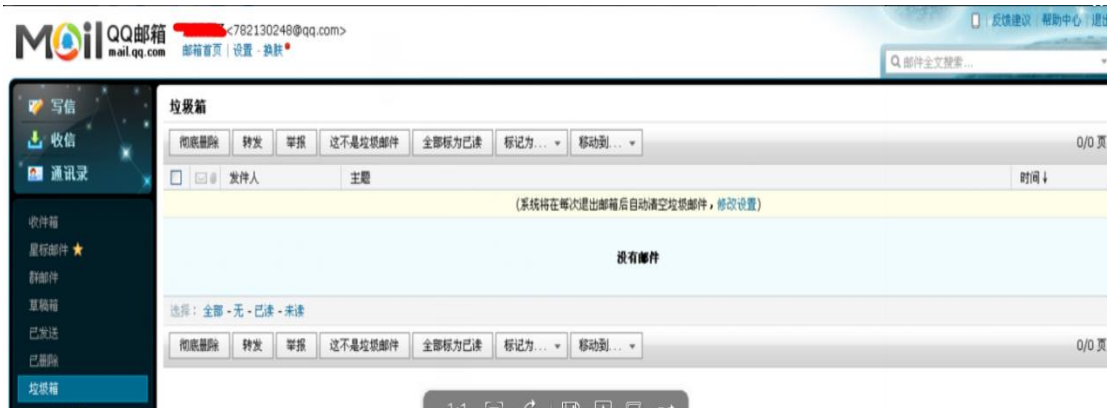 MOil QQ邮箱 mail.qq.com
<782130248@qq.com>
邮箱首页 | 设置 - 换肤
反馈建议 | 帮助中心 | 退出
邮件全文搜索...
写信
收信
通讯录
收件箱
星标邮件
群邮件
草稿箱
已发送
已删除
垃圾箱
垃圾箱
彻底删除 转发 举报 这不是垃圾邮件 全部标为已读 标记为... 移动到... 0/0 页
发件人 主题 时间↓
(系统将在每次退出邮箱后自动清空垃圾邮件，修改设置)
没有邮件
选择：全部 - 无 - 已读 - 未读
彻底删除 转发 举报 这不是垃圾邮件 全部标为已读 标记为... 移动到... 0/0 页
1:1